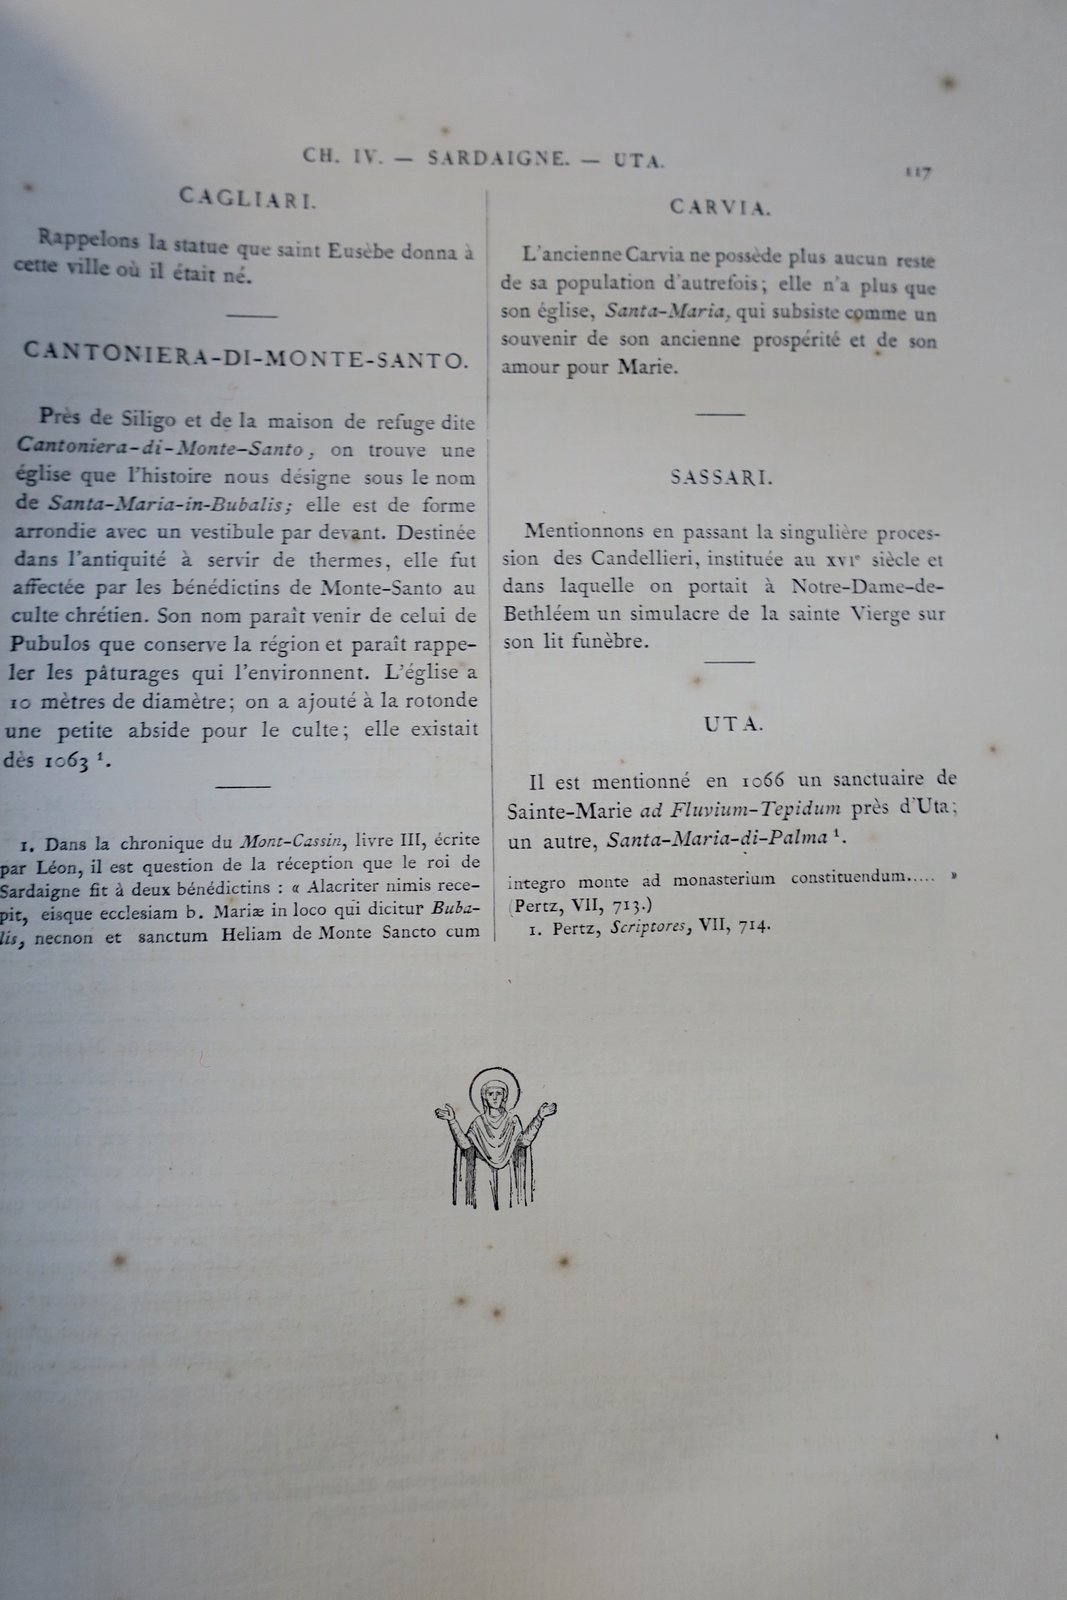 CH. IV. — SARDAIGNE. — UTA.
117
CAGLIARI.
Rappelons la statue que saint Eusèbe donna à
cette ville où il était né.
CANTONIERA-DI-MONTE-SANTO.
Près de Siligo et de la maison de refuge dite
Cantoniera-di-Monte-Santo, on trouve une
église que l'histoire nous désigne sous le nom
de Santa-Maria-in-Bubalis; elle est de forme
arrondie avec un vestibule par devant. Destinée
dans l'antiquité à servir de thermes, elle fut
affectée par les bénédictins de Monte-Santo au
culte chrétien. Son nom paraît venir de celui de
Pubulos que conserve la région et paraît rappe-
ler les pâturages qui l'environnent. L'église a
10 mètres de diamètre; on a ajouté à la rotonde
une petite abside pour le culte; elle existait
dès 1063 ¹.
1. Dans la chronique du Mont-Cassin, livre III, écrite
par Léon, il est question de la réception que le roi de
Sardaigne fit à deux bénédictins : « Alacriter nimis rece-
pit, eisque ecclesiam b. Mariæ in loco qui dicitur Buba-
lis, necnon et sanctum Heliam de Monte Sancto cum
CARVIA.
L'ancienne Carvia ne possède plus aucun reste
de sa population d'autrefois; elle n'a plus que
son église, Santa-Maria, qui subsiste comme un
souvenir de son ancienne prospérité et de son
amour pour Marie.
SASSARI.
Mentionnons en passant la singulière proces-
sion des Candellieri, instituée au XVIᵉ siècle et
dans laquelle on portait à Notre-Dame-de-
Bethléem un simulacre de la sainte Vierge sur
son lit funèbre.
UTA.
Il est mentionné en 1066 un sanctuaire de
Sainte-Marie ad Fluvium-Tepidum près d'Uta;
un autre, Santa-Maria-di-Palma ¹.
integro monte ad monasterium constituendum..... »
(Pertz, VII, 713.)
1. Pertz, Scriptores, VII, 714.